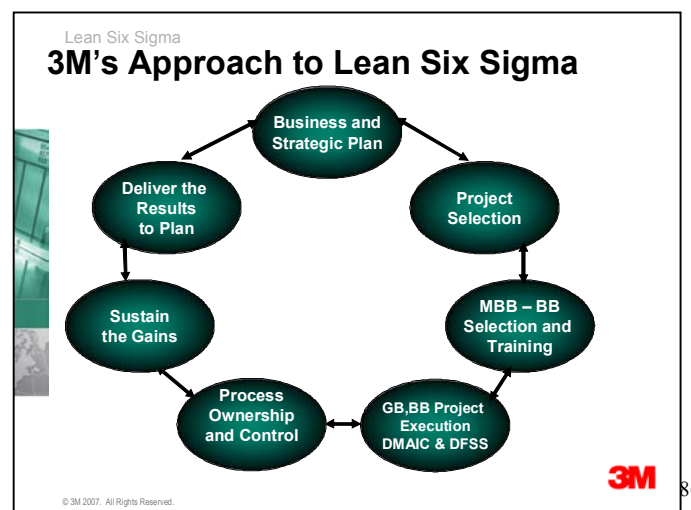 Lean Six Sigma
3M's Approach to Lean Six Sigma
Business and
Strategic Plan
Project
Selection
MBB – BB
Selection and
Training
GB,BB Project
Execution
DMAIC & DFSS
Process
Ownership
and Control
Sustain
the Gains
Deliver the
Results
to Plan
3M
© 3M 2007. All Rights Reserved.